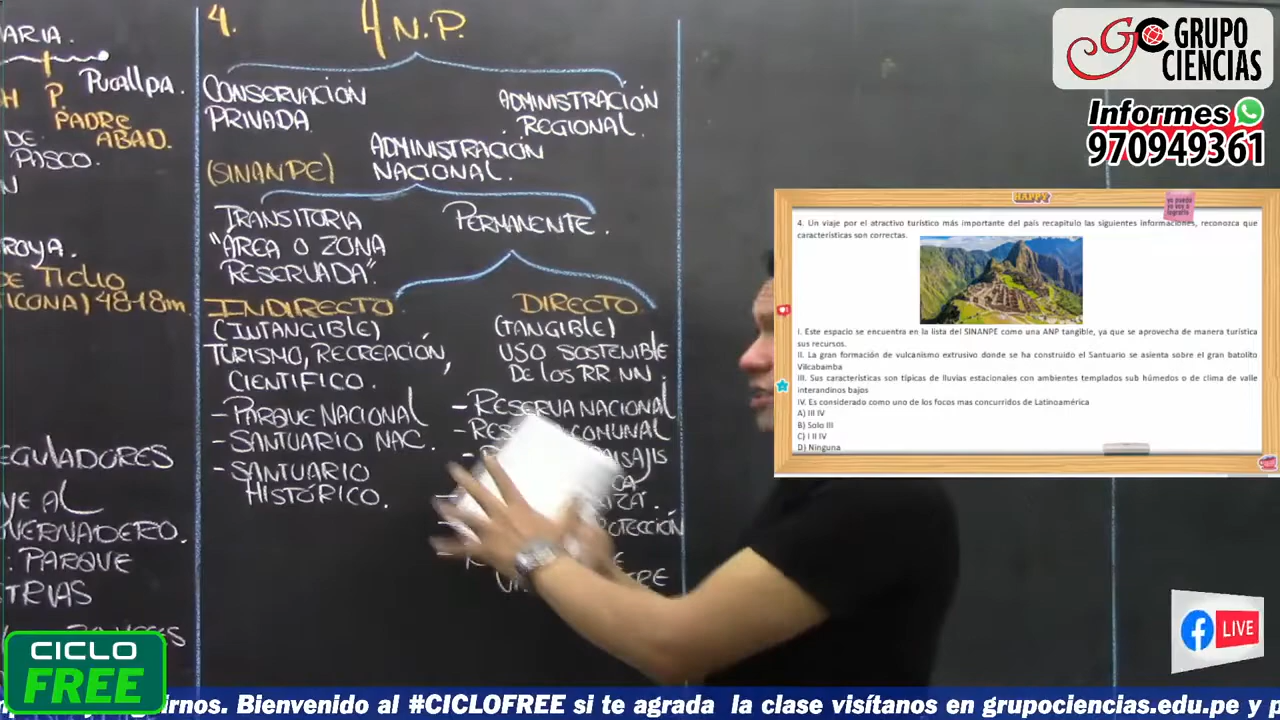 ARIA.
Pucallpa.
H P.
PADRE
ABAD.
DE
PASCO.
N
ROYA.
DE TICLIO
TICONA) 4818m
EGULADORES
VE AL
VERNADERO.
: PARQUE
TRIAS
4. A.N.P.
CONSERVACIÓN
PRIVADA.
ADMINISTRACIÓN
REGIONAL.
ADMINISTRACIÓN
(SINANPE) NACIONAL.
TRANSITORIA
"ÁREA O ZONA
RESERVADA".
PERMANENTE.
INDIRECTO
(INTANGIBLE)
TURISMO, RECREACIÓN,
CIENTÍFICO.
- PARQUE NACIONAL
- SANTUARIO NAC.
- SANTUARIO
HISTÓRICO.
DIRECTO
(TANGIBLE)
USO SOSTENIBLE
DE LOS RR NN.
- RESERVA NACIONAL
COMUNAL
PROTECCIÓN
GC GRUPO
CIENCIAS
Informes
970949361
HAPPY
4. Un viaje por el atractivo turístico más importante del país recapitulo las siguientes informaciones, reconozca que
características son correctas.
I. Este espacio se encuentra en la lista del SINANPE como una ANP tangible, ya que se aprovecha de manera turística
sus recursos.
II. La gran formación de vulcanismo extrusivo donde se ha construido el Santuario se asienta sobre el gran batolito
Vilcabamba
III. Sus características son típicas de lluvias estacionales con ambientes templados sub húmedos o de clima de valle
interandinos bajos
IV. Es considerado como uno de los focos mas concurridos de Latinoamérica
A) III IV
B) Solo III
C) I II IV
D) Ninguna
LIVE
CICLO
FREE
irnos. Bienvenido al #CICLOFREE si te agrada la clase visítanos en grupociencias.edu.pe y p